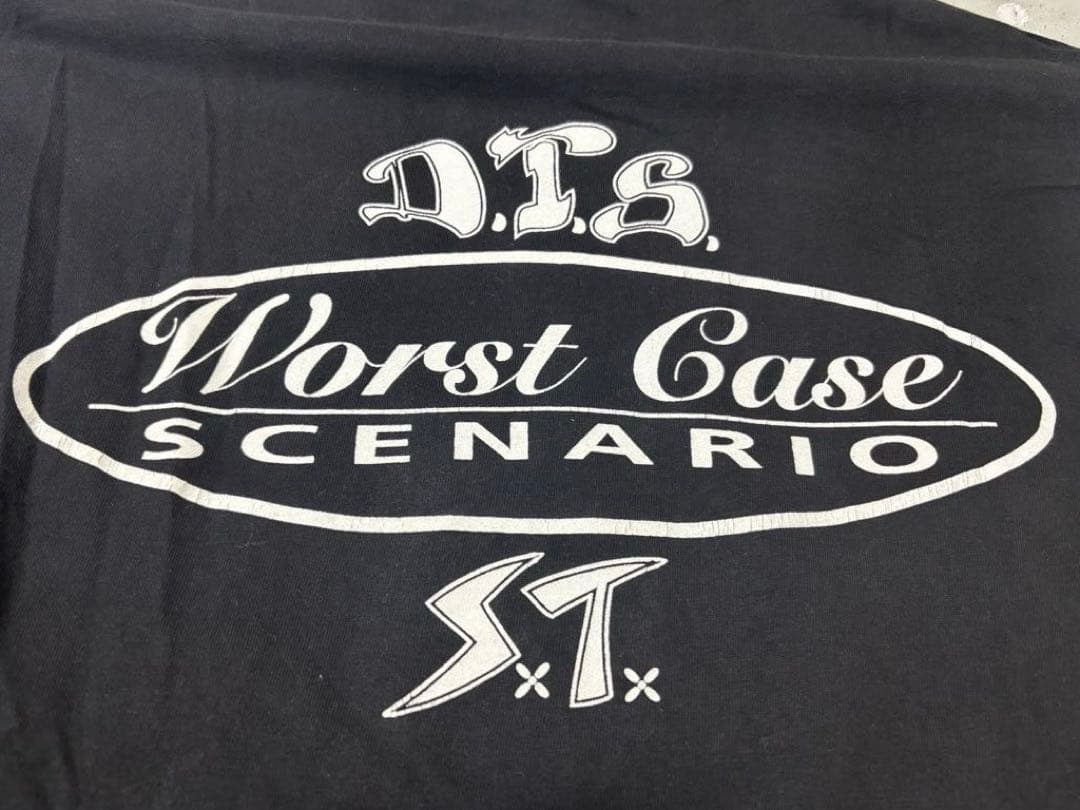 D.T.S.
Worst Case
SCENARIO
S.T.